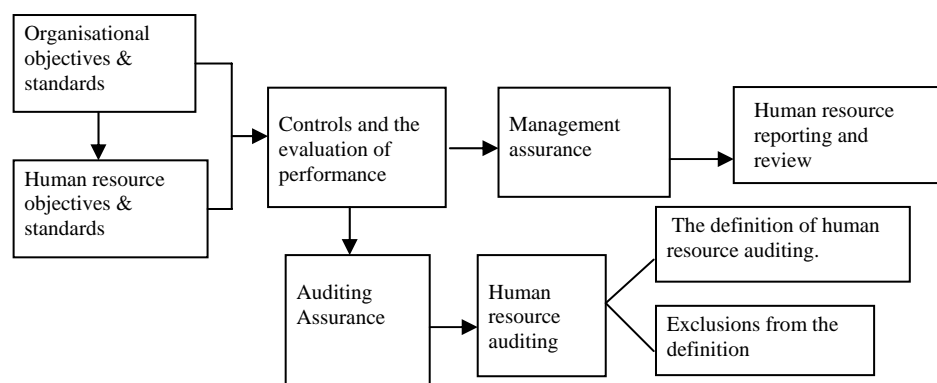 Organisational
objectives &
standards
Human resource
objectives &
standards
Controls and the
evaluation of
performance
Management
assurance
Human resource
reporting and
review
Auditing
Assurance
Human
resource
auditing
The definition of human
resource auditing.
Exclusions from the
definition